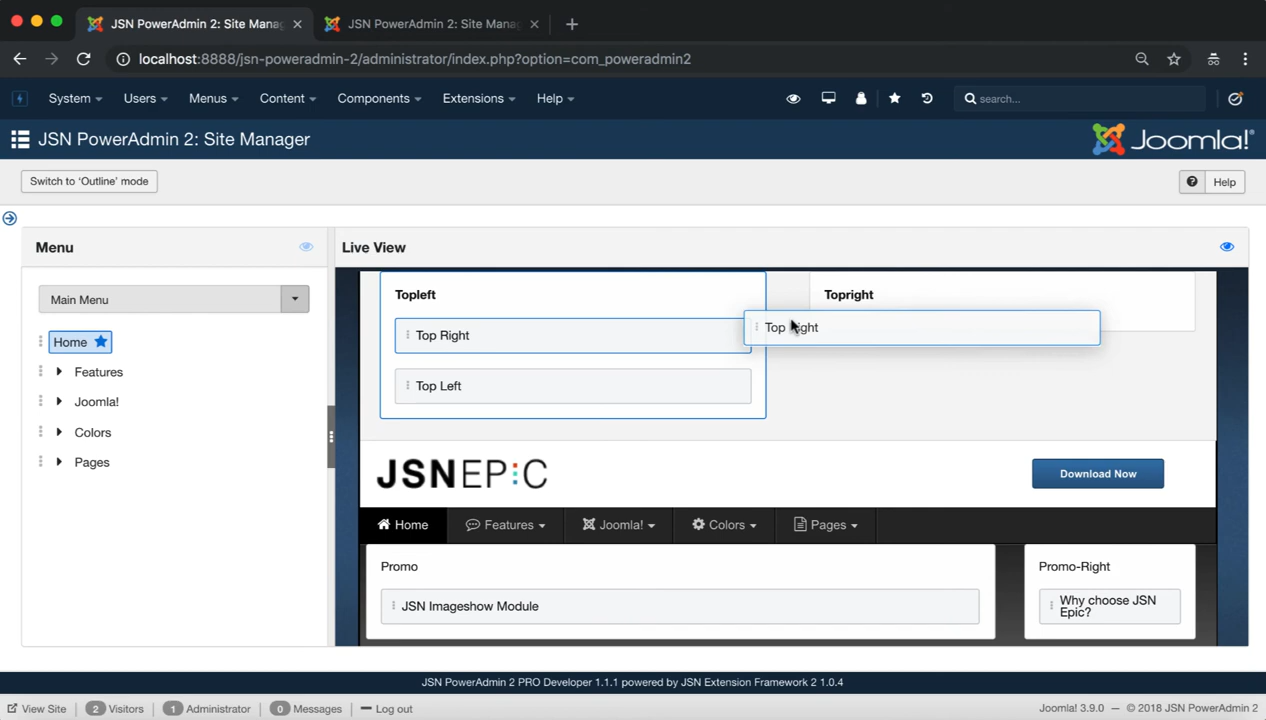 JSN PowerAdmin 2: Site Manag
JSN PowerAdmin 2: Site Mana
localhost:8888/jsn-poweradmin-2/administrator/index.php?option=com_poweradmin2
System Users Menus Content Components Extensions Help search...
JSN PowerAdmin 2: Site Manager
Joomla!®
Switch to ‘Outline’ mode
Help
Menu
Main Menu
Home
Features
Joomla!
Colors
Pages
Live View
Topleft
Top Right
Top Left
Topright
Top Right
JSN EPIC
Download Now
Home Features Joomla! Colors Pages
Promo
JSN Imageshow Module
Promo-Right
Why choose JSN
Epic?
JSN PowerAdmin 2 PRO Developer 1.1.1 powered by JSN Extension Framework 2 1.0.4
View Site 2 Visitors 1 Administrator 0 Messages Log out Joomla! 3.9.0 — © 2018 JSN PowerAdmin 2